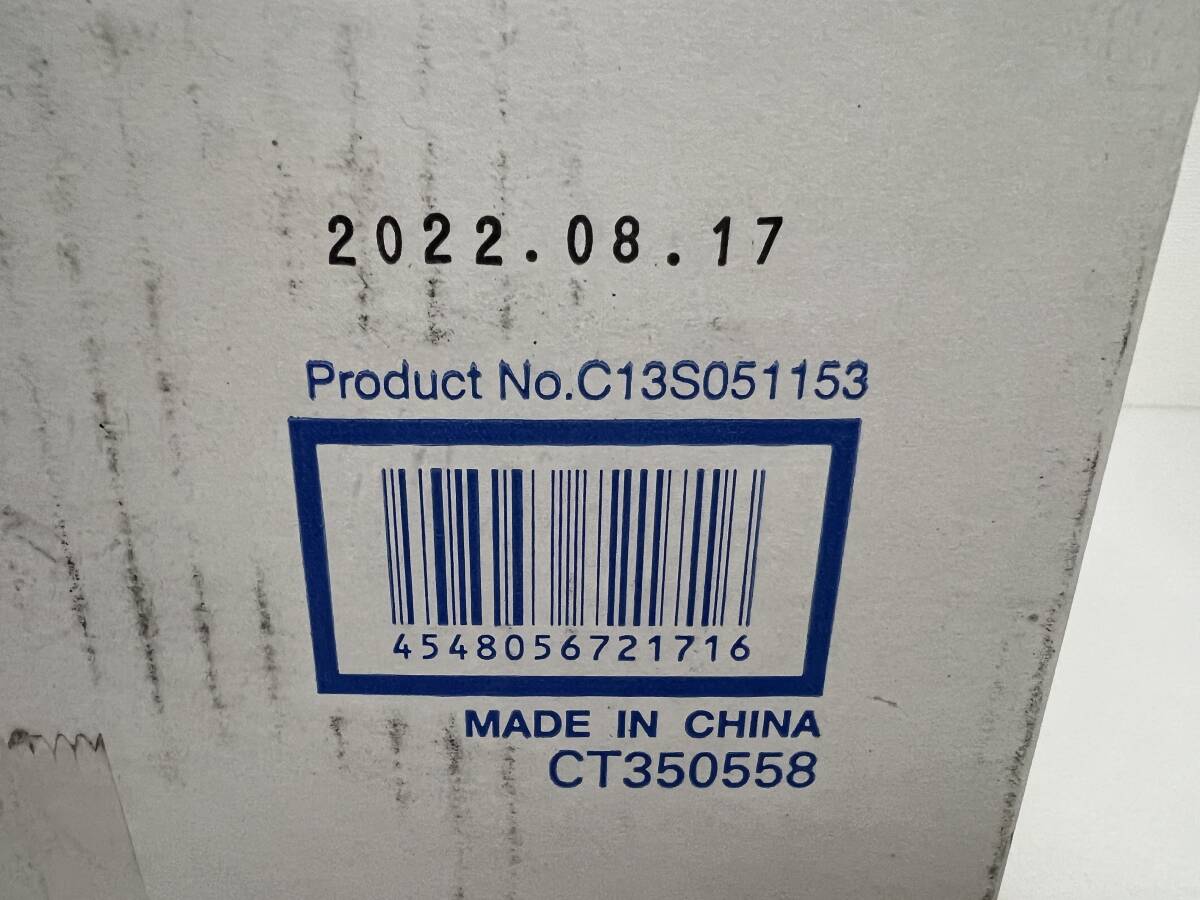 2022.08.17
Product No.C13S051153
4548056721716
MADE IN CHINA
CT350558